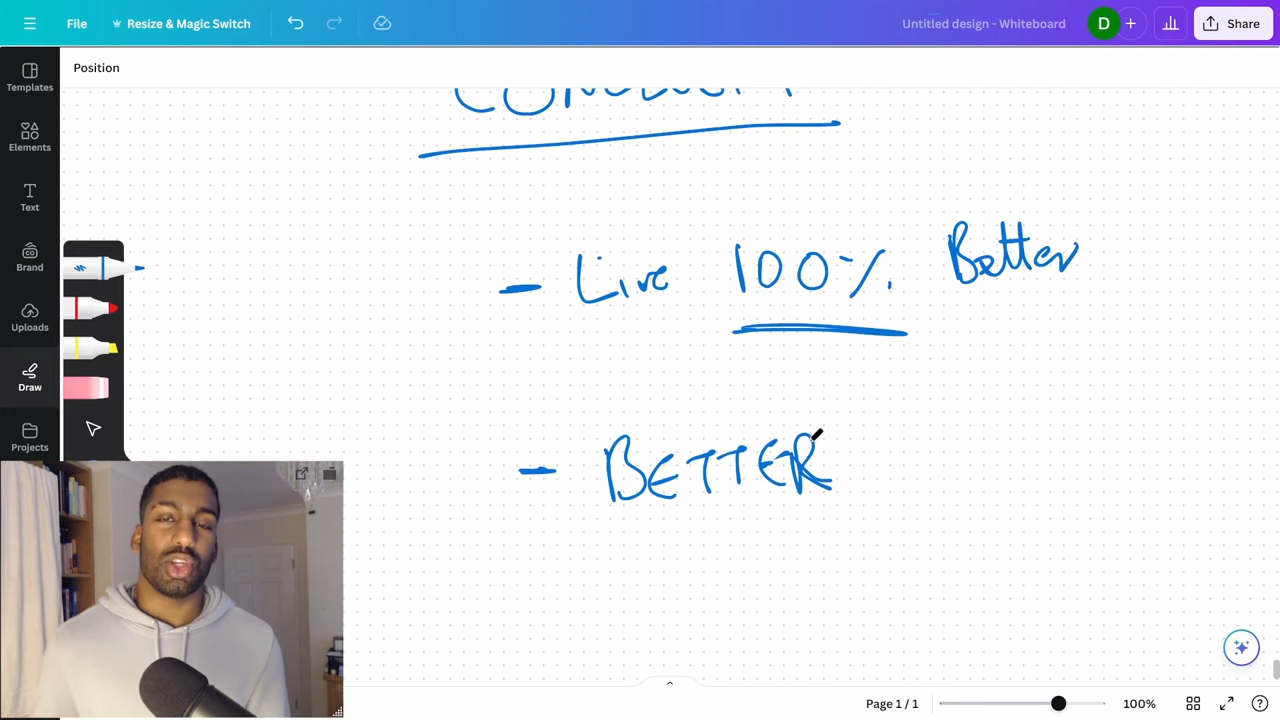 File Resize & Magic Switch Untitled design - Whiteboard D + Share
Position
Templates
Elements
Text
Brand
Uploads
Draw
Projects
- Live 100% Better
- BETTER
Page 1 / 1 100%